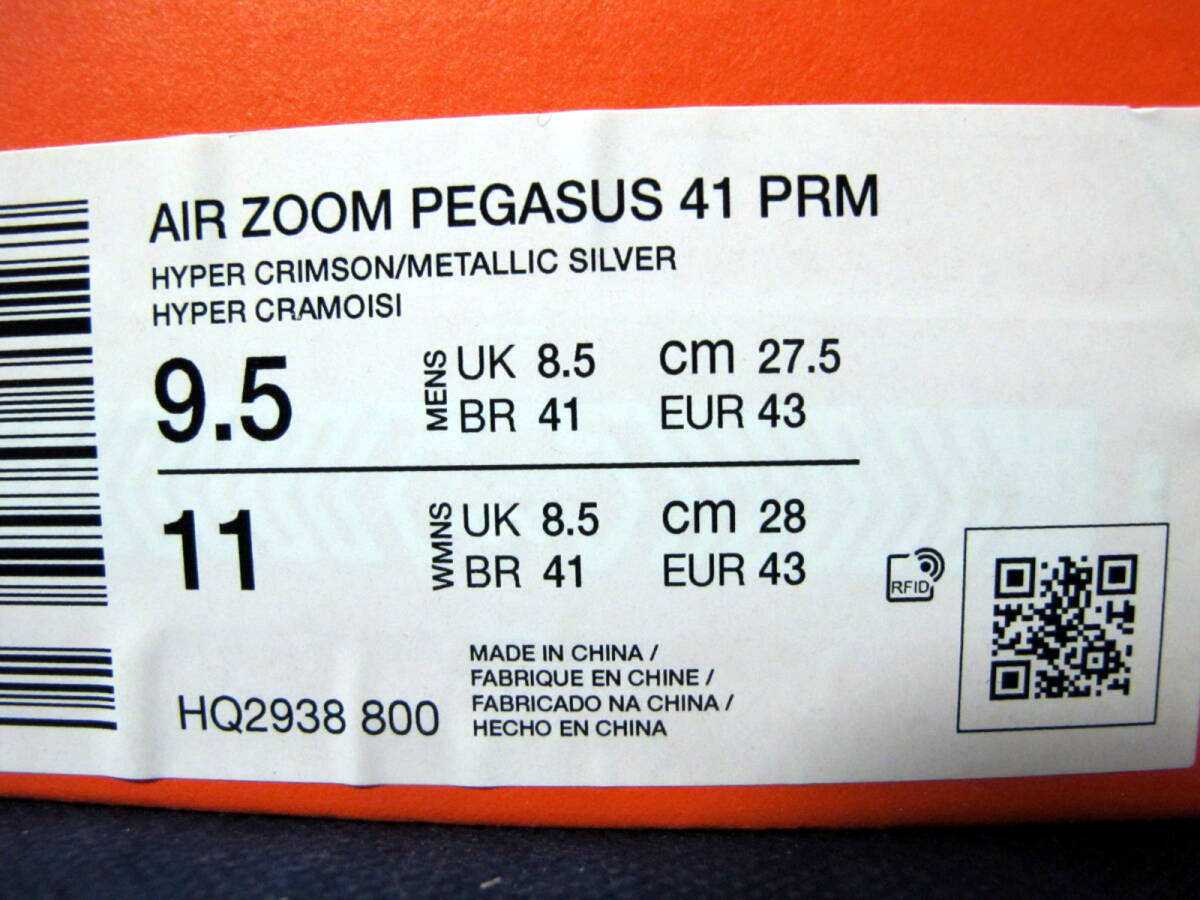 AIR ZOOM PEGASUS 41 PRM
HYPER CRIMSON/METALLIC SILVER
HYPER CRAMOISI
9.5 MENS UK 8.5 cm 27.5
BR 41 EUR 43
11 WMNS UK 8.5 cm 28
BR 41 EUR 43
RFID
MADE IN CHINA /
FABRIQUE EN CHINE /
FABRICADO NA CHINA /
HECHO EN CHINA
HQ2938 800